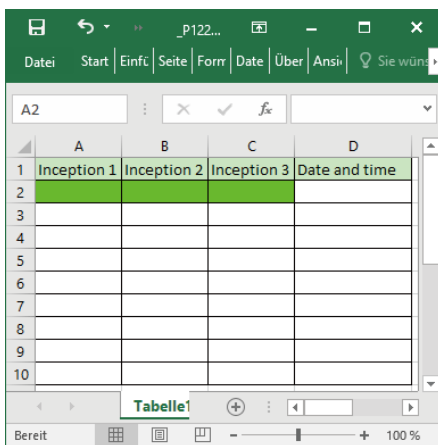 _P122...
Datei Start Einfü Seite Forr Date Über Ansi Sie wüns
A2 fx
A B C D
1 Inception 1 Inception 2 Inception 3 Date and time
2
3
4
5
6
7
8
9
10
Tabelle1
Bereit 100 %